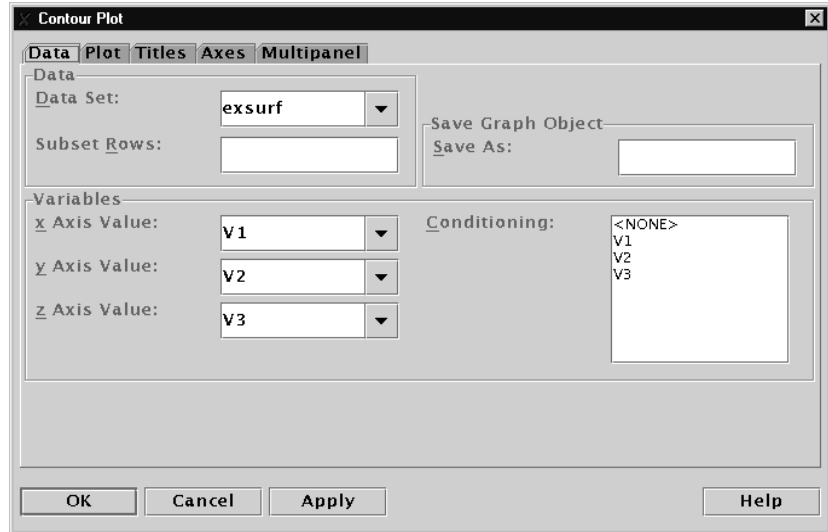 Contour Plot
Data Plot Titles Axes Multipanel
Data
Data Set:
exsurf
Subset Rows:
Save Graph Object
Save As:
Variables
x Axis Value:
V1
y Axis Value:
V2
z Axis Value:
V3
Conditioning:
<NONE>
V1
V2
V3
OK Cancel Apply Help